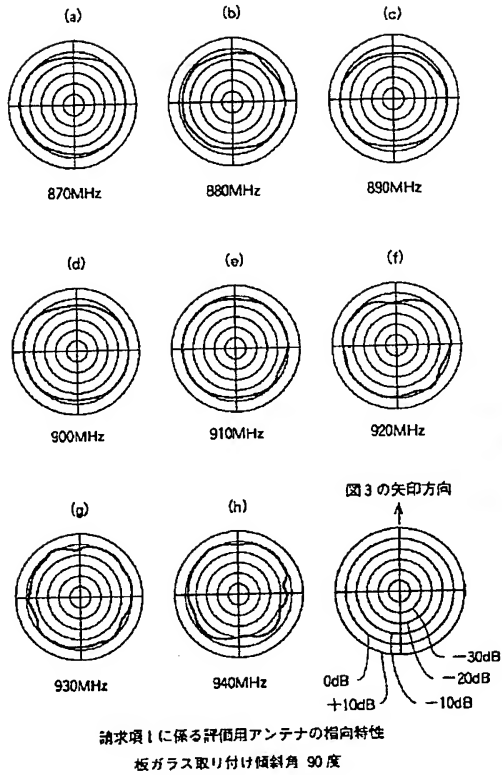 (a) (b) (c)
870MHz 880MHz 890MHz
(d) (e) (f)
900MHz 910MHz 920MHz
(g) (h)
図3の矢印方向
930MHz 940MHz
0dB
+10dB
-10dB
-20dB
-30dB
請求項1に係る評価用アンテナの指向特性
板ガラス取り付け傾斜角 90度